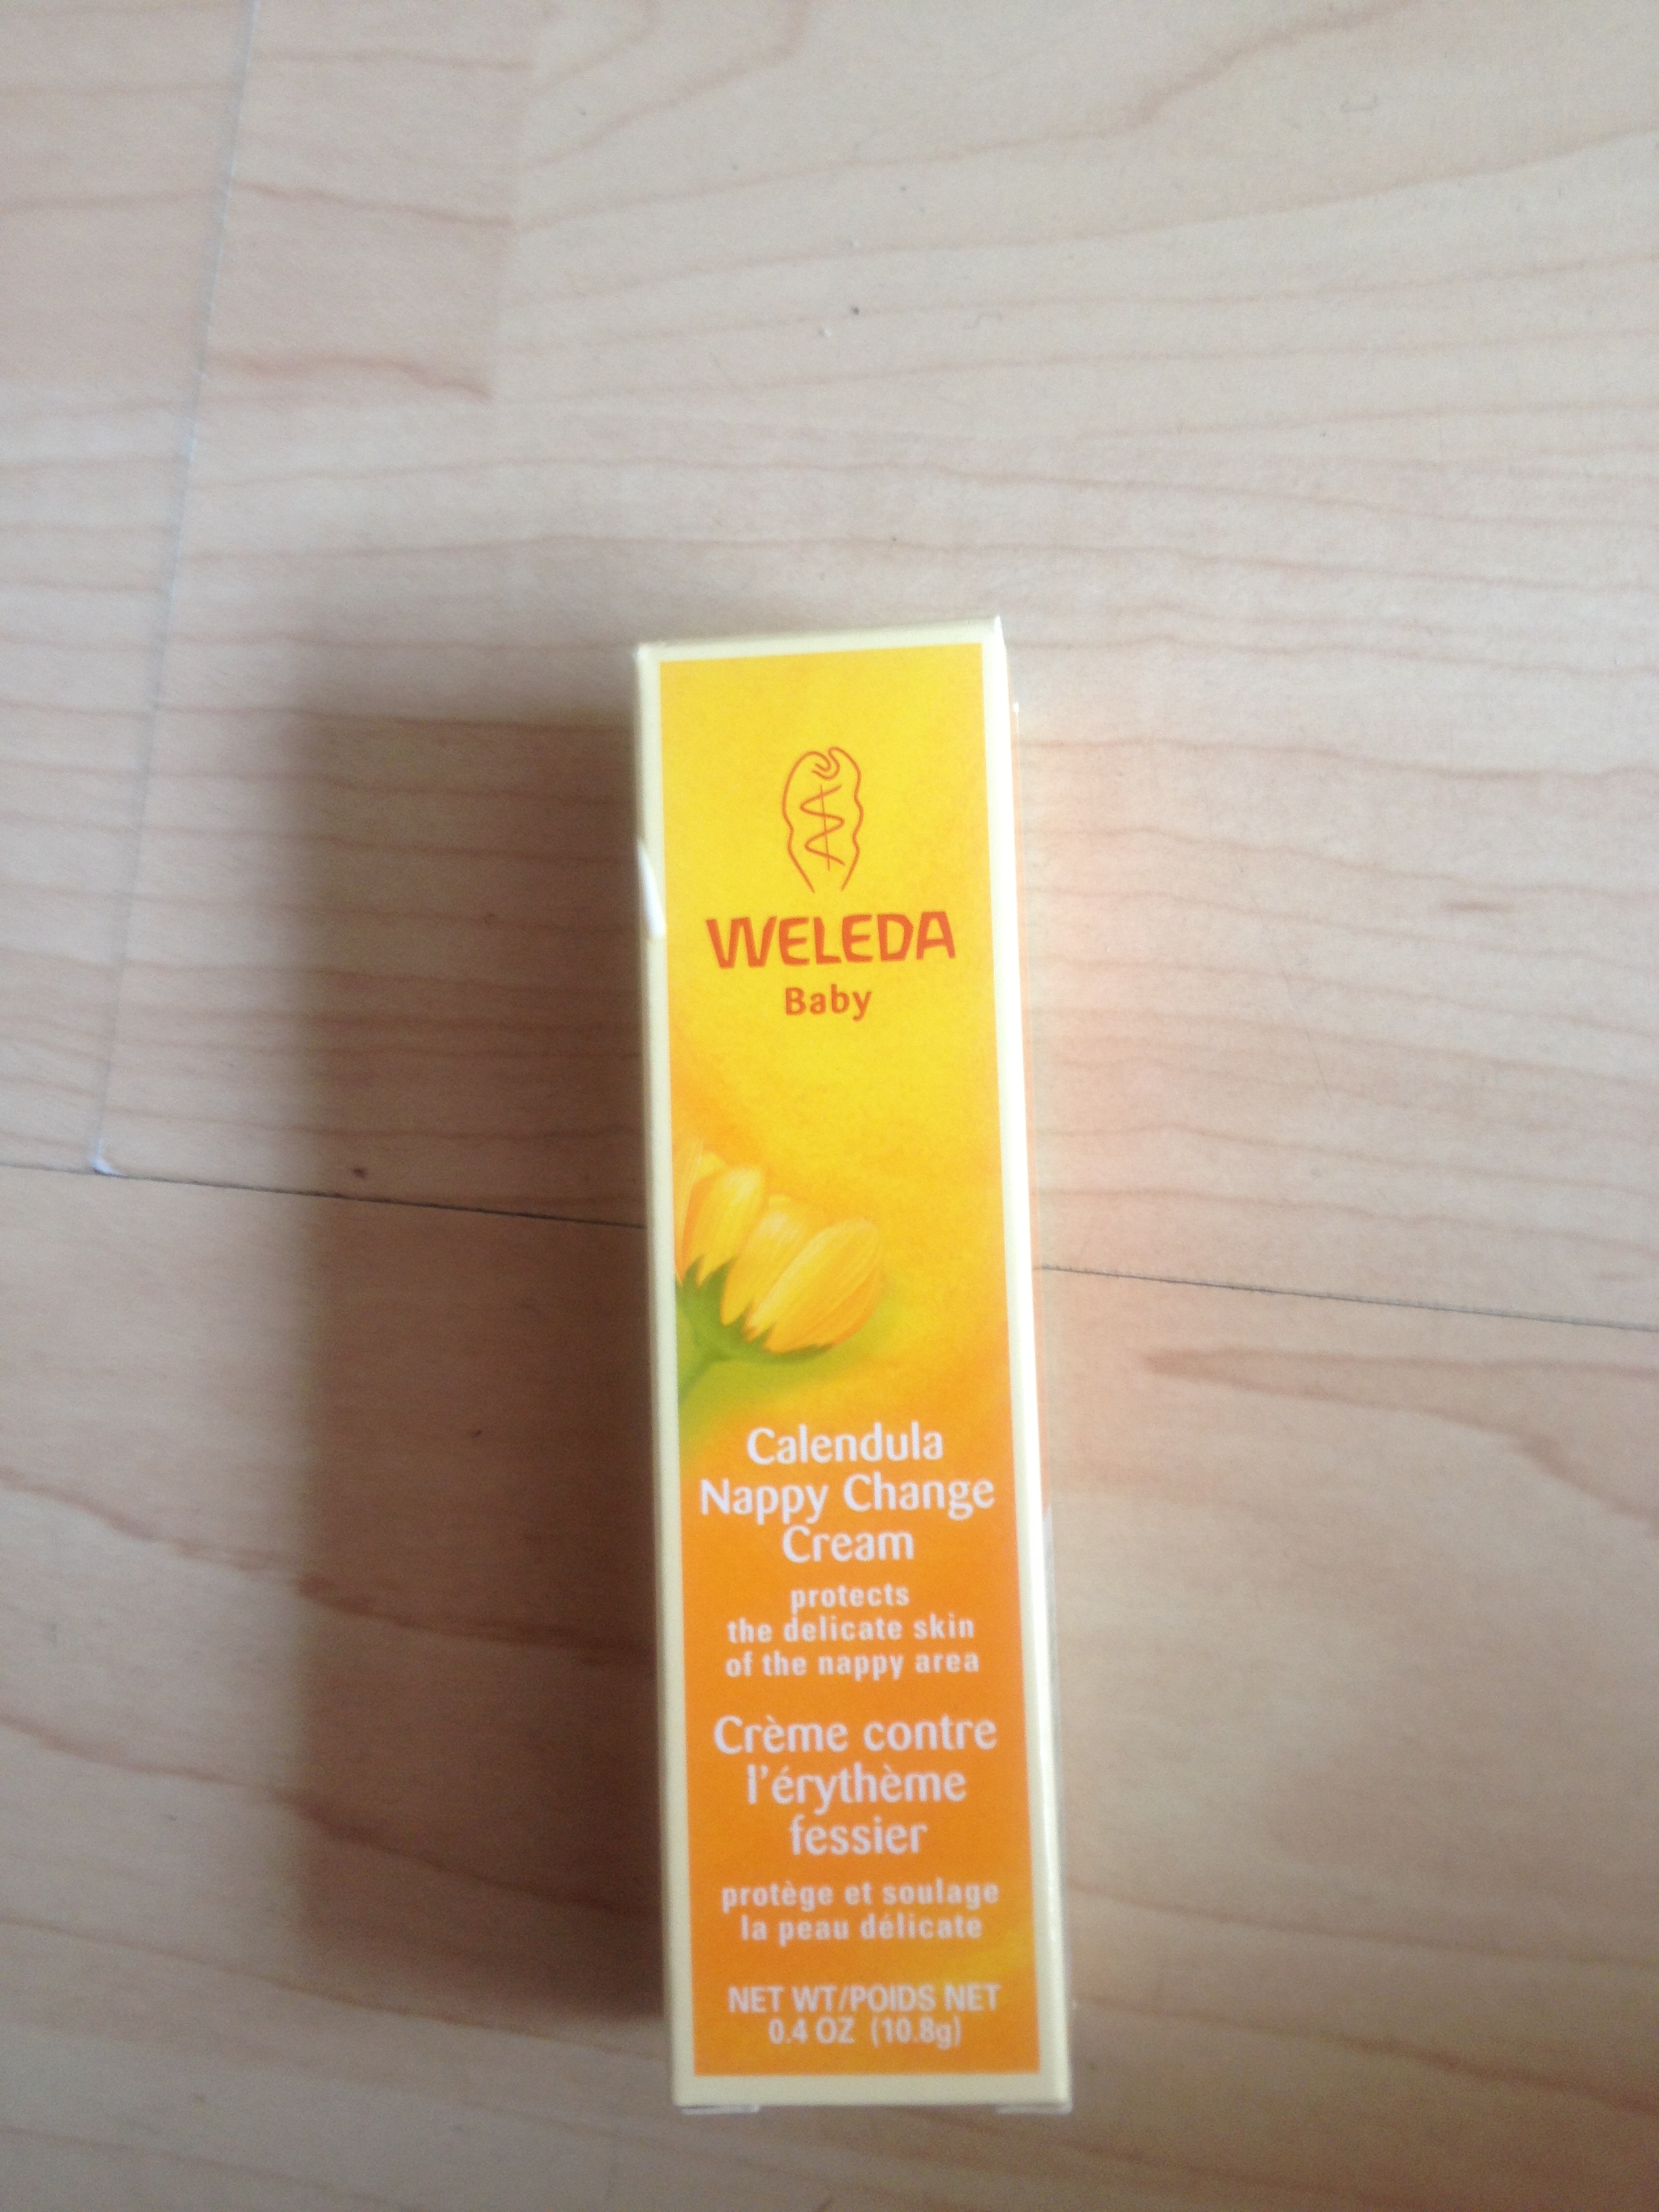 WELEDA
Baby
Calendula
Nappy Change
Cream
protects
the delicate skin
of the nappy area
Crème contre
l'érythème
fessier
protège et soulage
la peau délicate
NET WT/POIDS NET
0.4 OZ (10.8g)